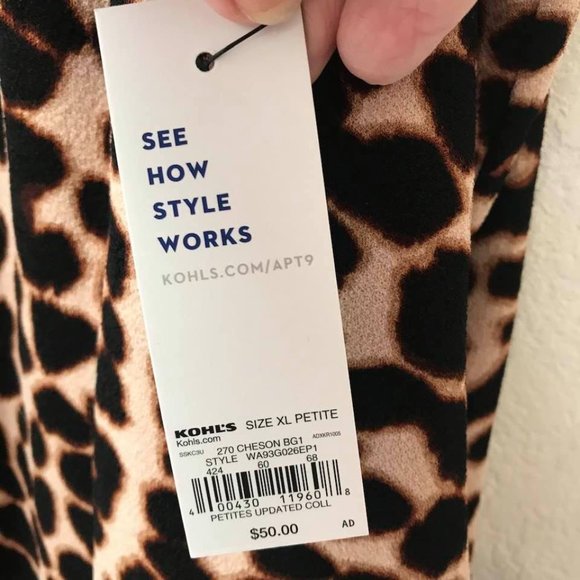 SEE
HOW
STYLE
WORKS
KOHLS.COM/APT9
KOHL'S SIZE XL PETITE
Kohls.com
SSKC3U 270 CHESON BG1 ADXKR1005
STYLE WA93G026EP1
424 60 68
4 00430 11960 8
PETITES UPDATED COLL
$50.00 AD